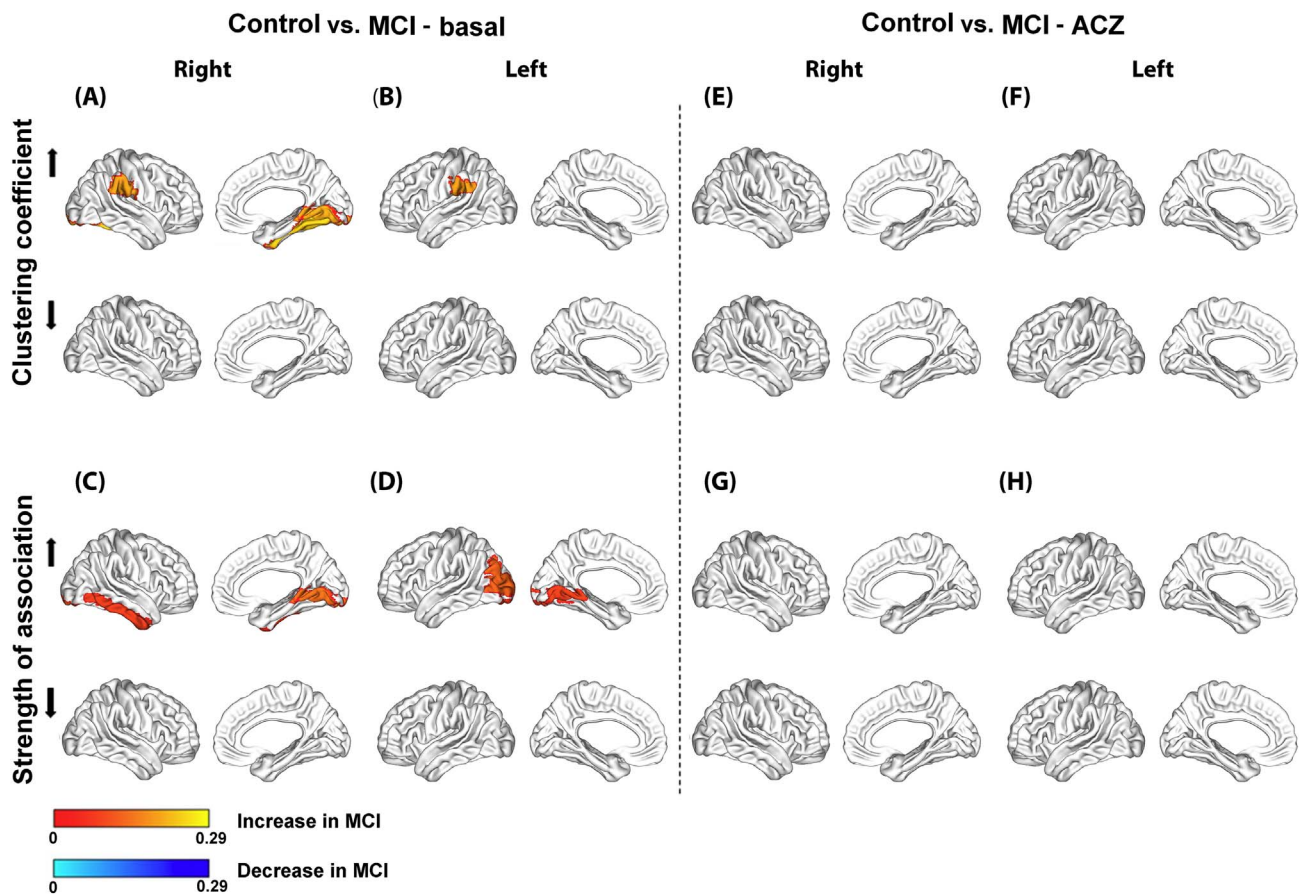 Control vs. MCI - basal
Control vs. MCI - ACZ
Right
Left
Right
Left
(A)
(B)
(E)
(F)
Clustering coefficient
(C)
(D)
(G)
(H)
Strength of association
Increase in MCI
0
0.29
Decrease in MCI
0
0.29